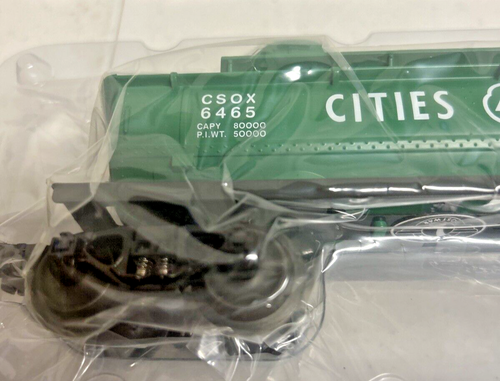 CSOX
6465
CAPY 80000
P.I.WT. 50000
CITIES